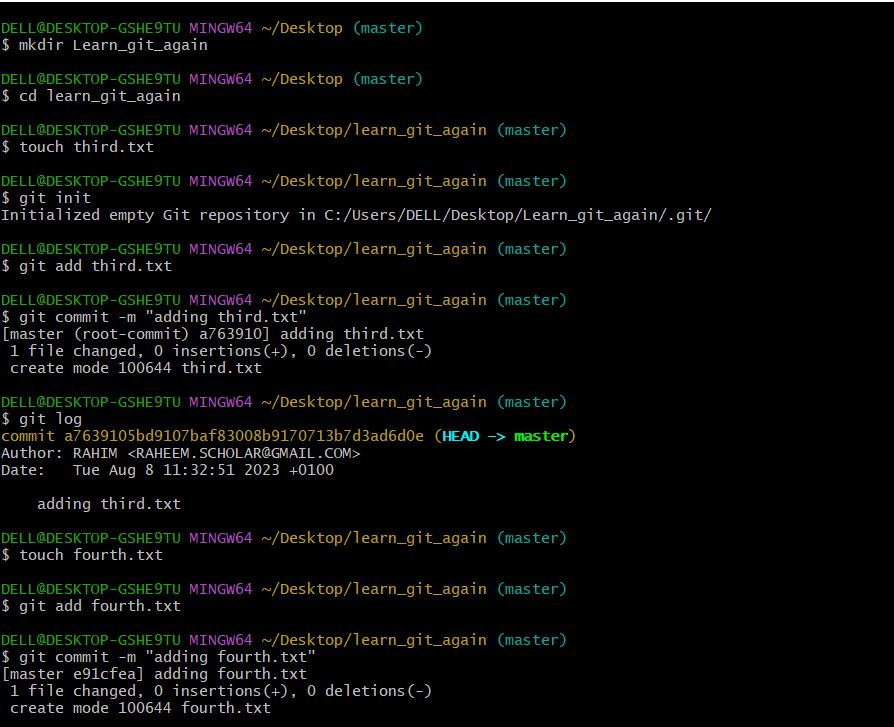 DELL@DESKTOP-GSHE9TU MINGW64 ~/Desktop (master)
$ mkdir Learn_git_again
DELL@DESKTOP-GSHE9TU MINGW64 ~/Desktop (master)
$ cd learn_git_again
DELL@DESKTOP-GSHE9TU MINGW64 ~/Desktop/learn_git_again (master)
$ touch third.txt
DELL@DESKTOP-GSHE9TU MINGW64 ~/Desktop/learn_git_again (master)
$ git init
Initialized empty Git repository in C:/Users/DELL/Desktop/Learn_git_again/.git/
DELL@DESKTOP-GSHE9TU MINGW64 ~/Desktop/learn_git_again (master)
$ git add third.txt
DELL@DESKTOP-GSHE9TU MINGW64 ~/Desktop/learn_git_again (master)
$ git commit -m "adding third.txt"
[master (root-commit) a763910] adding third.txt
 1 file changed, 0 insertions(+), 0 deletions(-)
 create mode 100644 third.txt
DELL@DESKTOP-GSHE9TU MINGW64 ~/Desktop/learn_git_again (master)
$ git log
commit a7639105bd9107baf83008b9170713b7d3ad6d0e (HEAD -> master)
Author: RAHIM <RAHEEM.SCHOLAR@GMAIL.COM>
Date:   Tue Aug 8 11:32:51 2023 +0100
    adding third.txt
DELL@DESKTOP-GSHE9TU MINGW64 ~/Desktop/learn_git_again (master)
$ touch fourth.txt
DELL@DESKTOP-GSHE9TU MINGW64 ~/Desktop/learn_git_again (master)
$ git add fourth.txt
DELL@DESKTOP-GSHE9TU MINGW64 ~/Desktop/learn_git_again (master)
$ git commit -m "adding fourth.txt"
[master e91cfea] adding fourth.txt
 1 file changed, 0 insertions(+), 0 deletions(-)
 create mode 100644 fourth.txt